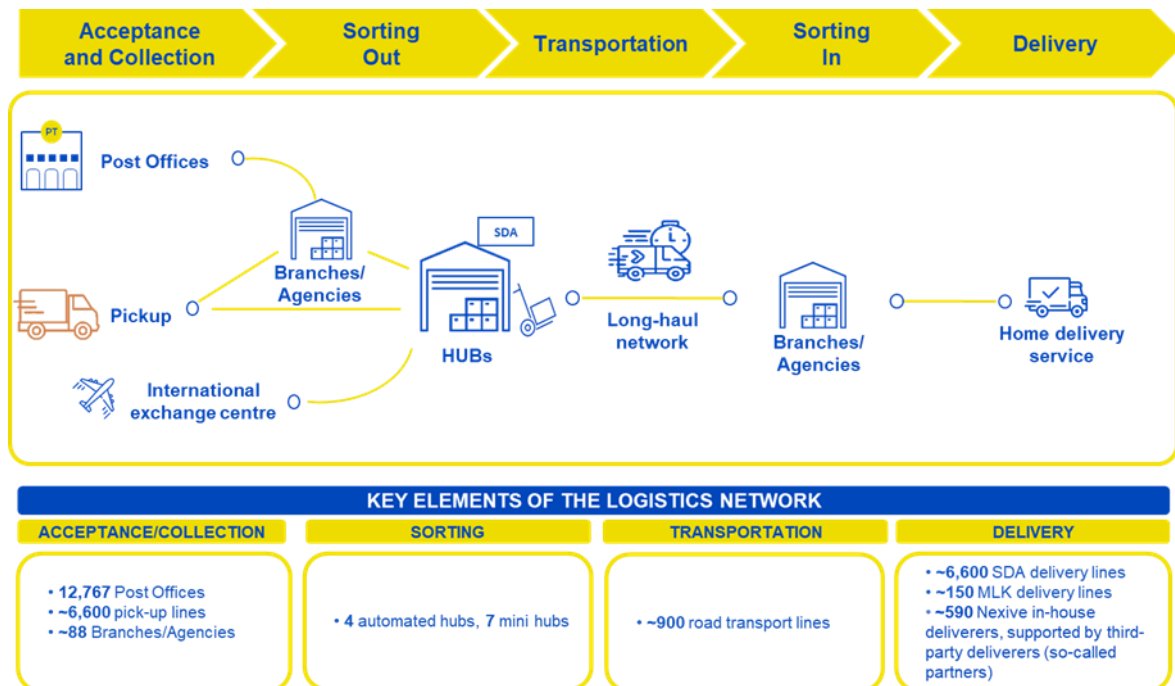 Acceptance
and Collection
Sorting
Out
Transportation
Sorting
In
Delivery
PT
Post Offices
SDA
Branches/
Agencies
Pickup
HUBs
Long-haul
network
Branches/
Agencies
Home delivery
service
International
exchange centre
KEY ELEMENTS OF THE LOGISTICS NETWORK
ACCEPTANCE/COLLECTION
• 12,767 Post Offices
• ~6,600 pick-up lines
• ~88 Branches/Agencies
SORTING
• 4 automated hubs, 7 mini hubs
TRANSPORTATION
• ~900 road transport lines
DELIVERY
• ~6,600 SDA delivery lines
• ~150 MLK delivery lines
• ~590 Nexive in-house
deliverers, supported by third-
party deliverers (so-called
partners)